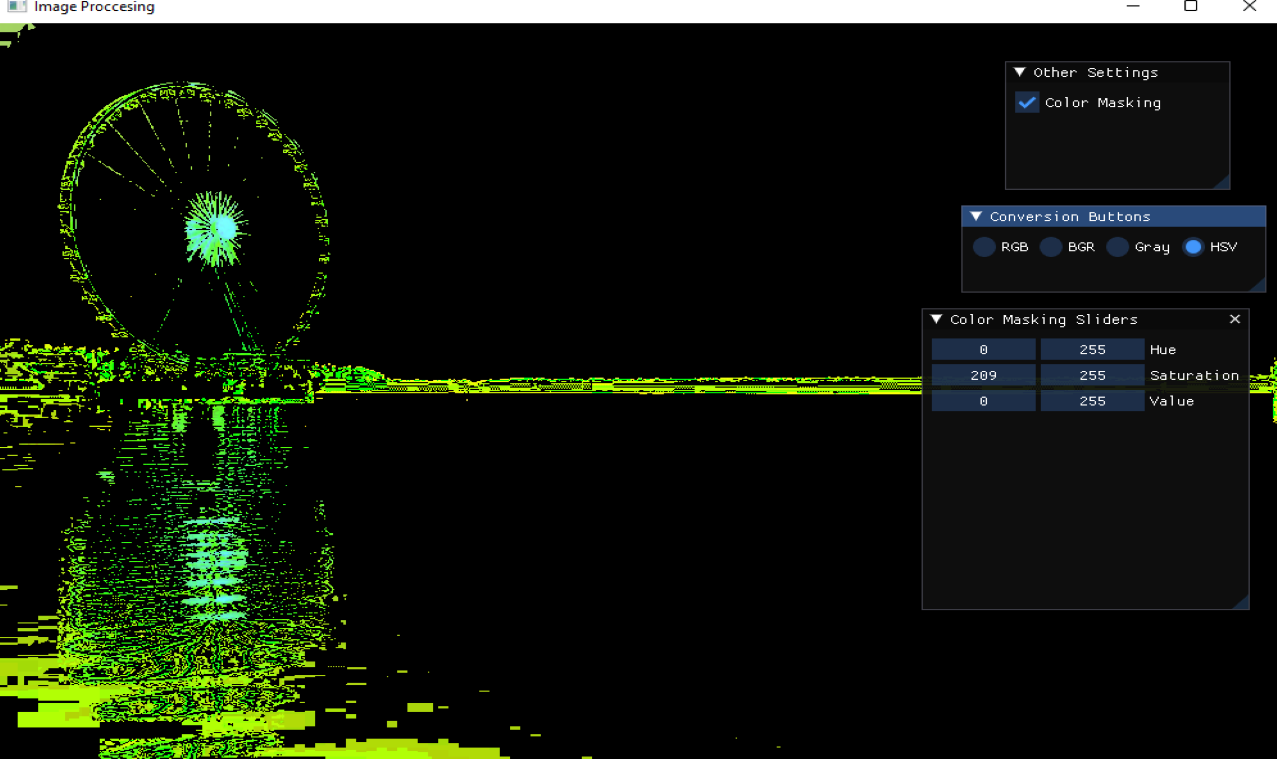 Image Proccesing
Other Settings
Color Masking
Conversion Buttons
RGB BGR Gray HSV
Color Masking Sliders
0 255 Hue
209 255 Saturation
0 255 Value